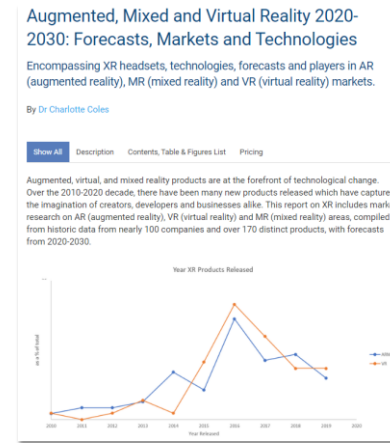 Augmented, Mixed and Virtual Reality 2020-
2030: Forecasts, Markets and Technologies
Encompassing XR headsets, technologies, forecasts and players in AR
(augmented reality), MR (mixed reality) and VR (virtual reality) markets.
By Dr Charlotte Coles
Show All Description Contents, Table & Figures List Pricing
Augmented, virtual, and mixed reality products are at the forefront of technological change.
Over the 2010-2020 decade, there have been many new products released which have capture
the imagination of creators, developers and businesses alike. This report on XR includes mark
research on AR (augmented reality), VR (virtual reality) and MR (mixed reality) areas, compiled
from historic data from nearly 100 companies and over 170 distinct products, with forecasts
from 2020-2030.
Year XR Products Released
as a % of total
2010 2011 2012 2013 2014 2015 2016 2017 2018 2019 2020
Year Released
VR